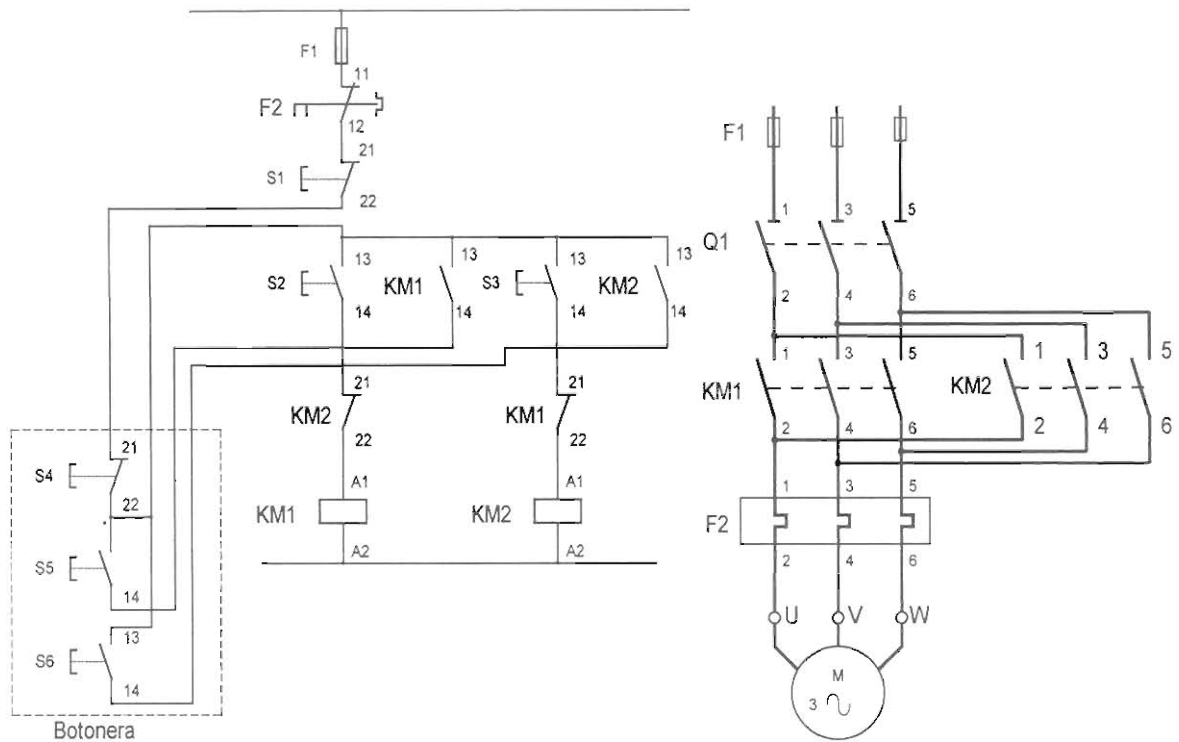 F1
11
F2
12
21
S1
22
13 13 13 13
S2 KM1 S3 KM2
14 14 14 14
21 21
KM2 KM1
22 22
A1 A1
KM1 KM2
A2 A2
21
S4
22
S5
14
13
S6
14
Botonera
F1
1 3 5
Q1
2 4 6
1 3 5 1 3 5
KM1 KM2
2 4 6 2 4 6
1 3 5
F2
2 4 6
U V W
M
3